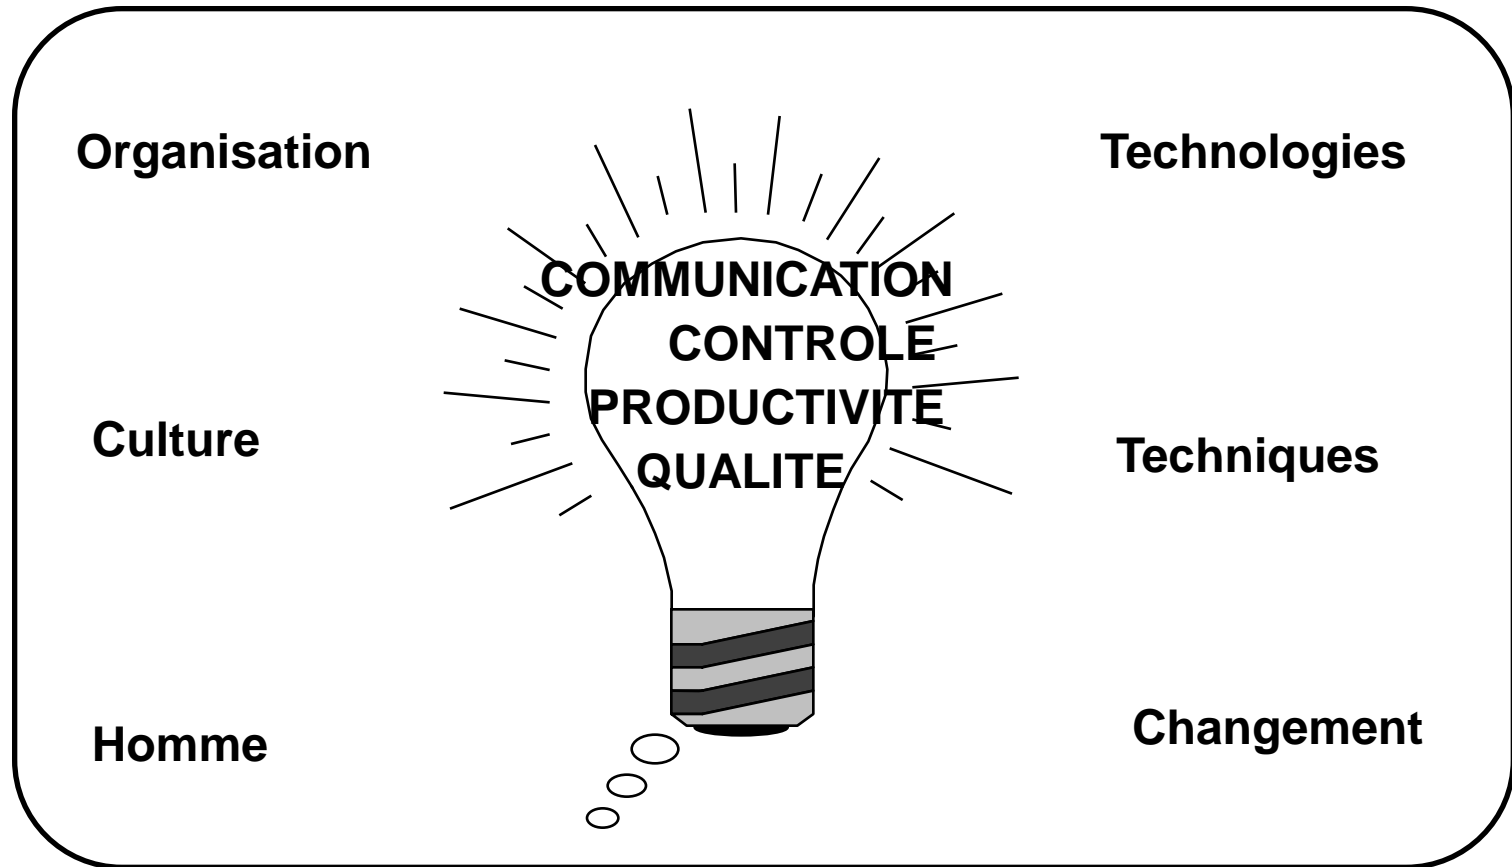 Organisation
Technologies
COMMUNICATION
CONTROLE
PRODUCTIVITE
QUALITE
Culture
Techniques
Homme
Changement